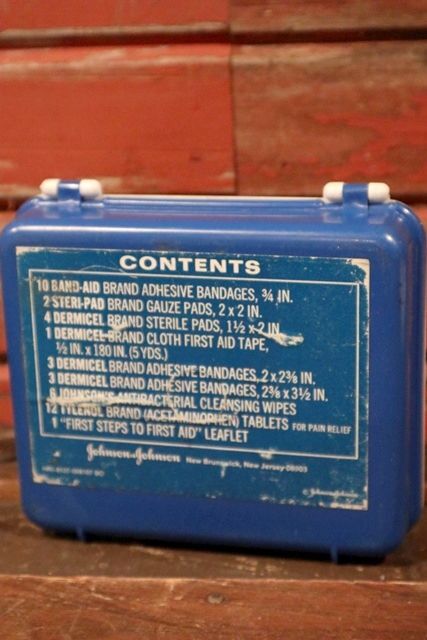 CONTENTS
10 BAND-AID BRAND ADHESIVE BANDAGES, ¾ IN.
2 STERI-PAD BRAND GAUZE PADS, 2 x 2 IN.
4 DERMICEL BRAND STERILE PADS, 1½ x 2 IN.
1 DERMICEL BRAND CLOTH FIRST AID TAPE,
½ IN. x 180 IN. (5 YDS.)
3 DERMICEL BRAND ADHESIVE BANDAGES, 2 x 2⅜ IN.
3 DERMICEL BRAND ADHESIVE BANDAGES, 2⅜ x 3½ IN.
6 JOHNSON'S ANTIBACTERIAL CLEANSING WIPES
12 TYLENOL BRAND (ACETAMINOPHEN) TABLETS FOR PAIN RELIEF
1 "FIRST STEPS TO FIRST AID" LEAFLET
Johnson & Johnson New Brunswick, New Jersey 08903